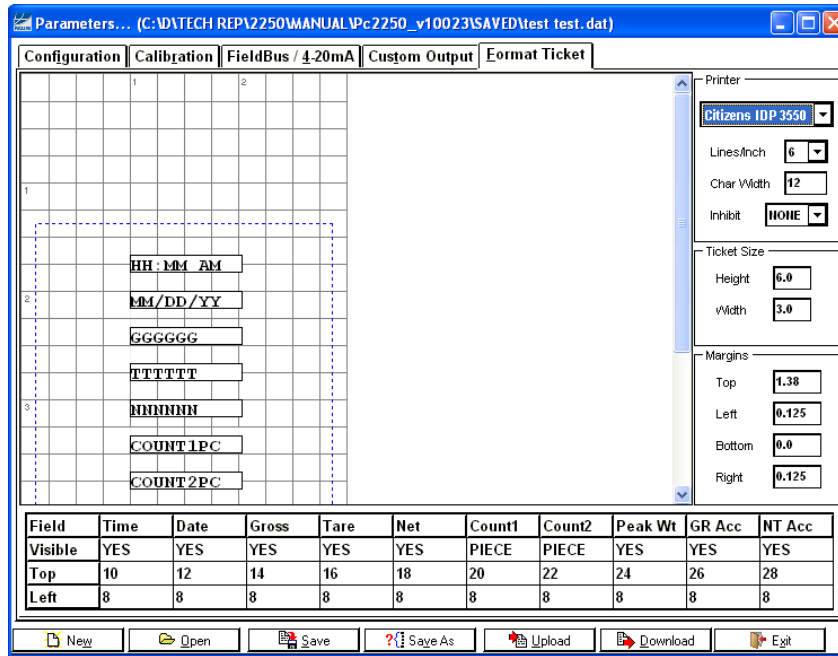 Parameters... (C:\D\TECH REP\2250\MANUAL\Pc2250_v10023\SAVED\test test.dat)
Configuration Calibration FieldBus / 4-20mA Custom Output Format Ticket
1 2
1
HH:MM AM
2
MM/DD/YY
GGGGGG
TTTTTT
3
NNNNNN
COUNT1PC
COUNT2PC
Printer
Citizens IDP 3550
Lines/Inch 6
Char Width 12
Inhibit NONE
Ticket Size
Height 6.0
Width 3.0
Margins
Top 1.38
Left 0.125
Bottom 0.0
Right 0.125
Field Time Date Gross Tare Net Count1 Count2 Peak Wt GR Acc NT Acc
Visible YES YES YES YES YES PIECE PIECE YES YES YES
Top 10 12 14 16 18 20 22 24 26 28
Left 8 8 8 8 8 8 8 8 8 8
New Open Save ?{ Save As Upload Download Exit